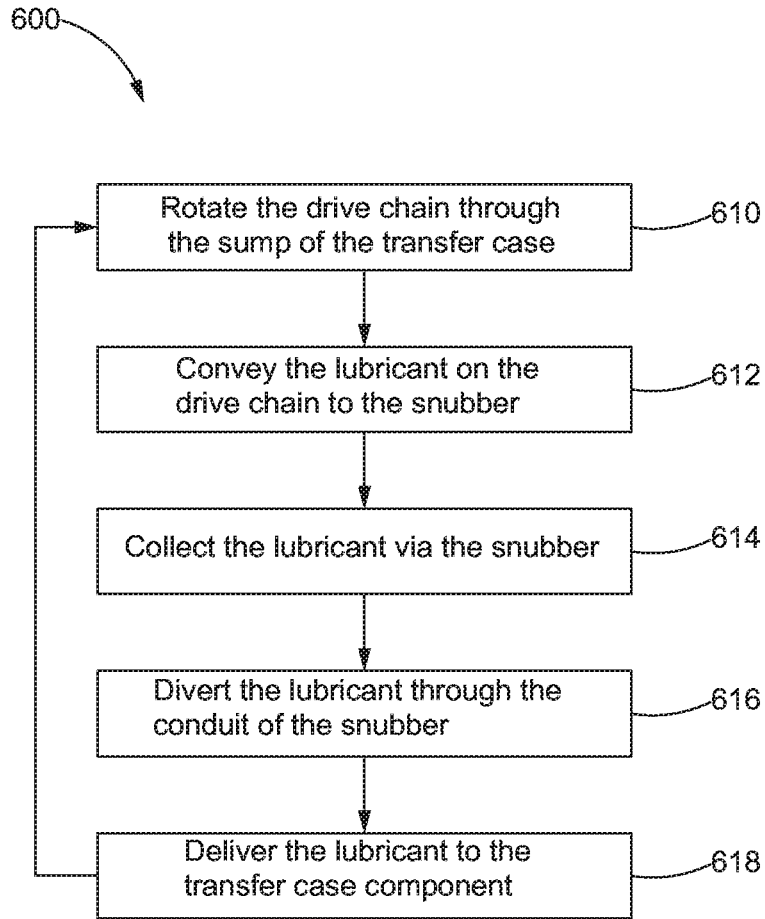 600
Rotate the drive chain through
the sump of the transfer case
610
Convey the lubricant on the
drive chain to the snubber
612
Collect the lubricant via the snubber
614
Divert the lubricant through the
conduit of the snubber
616
Deliver the lubricant to the
transfer case component
618